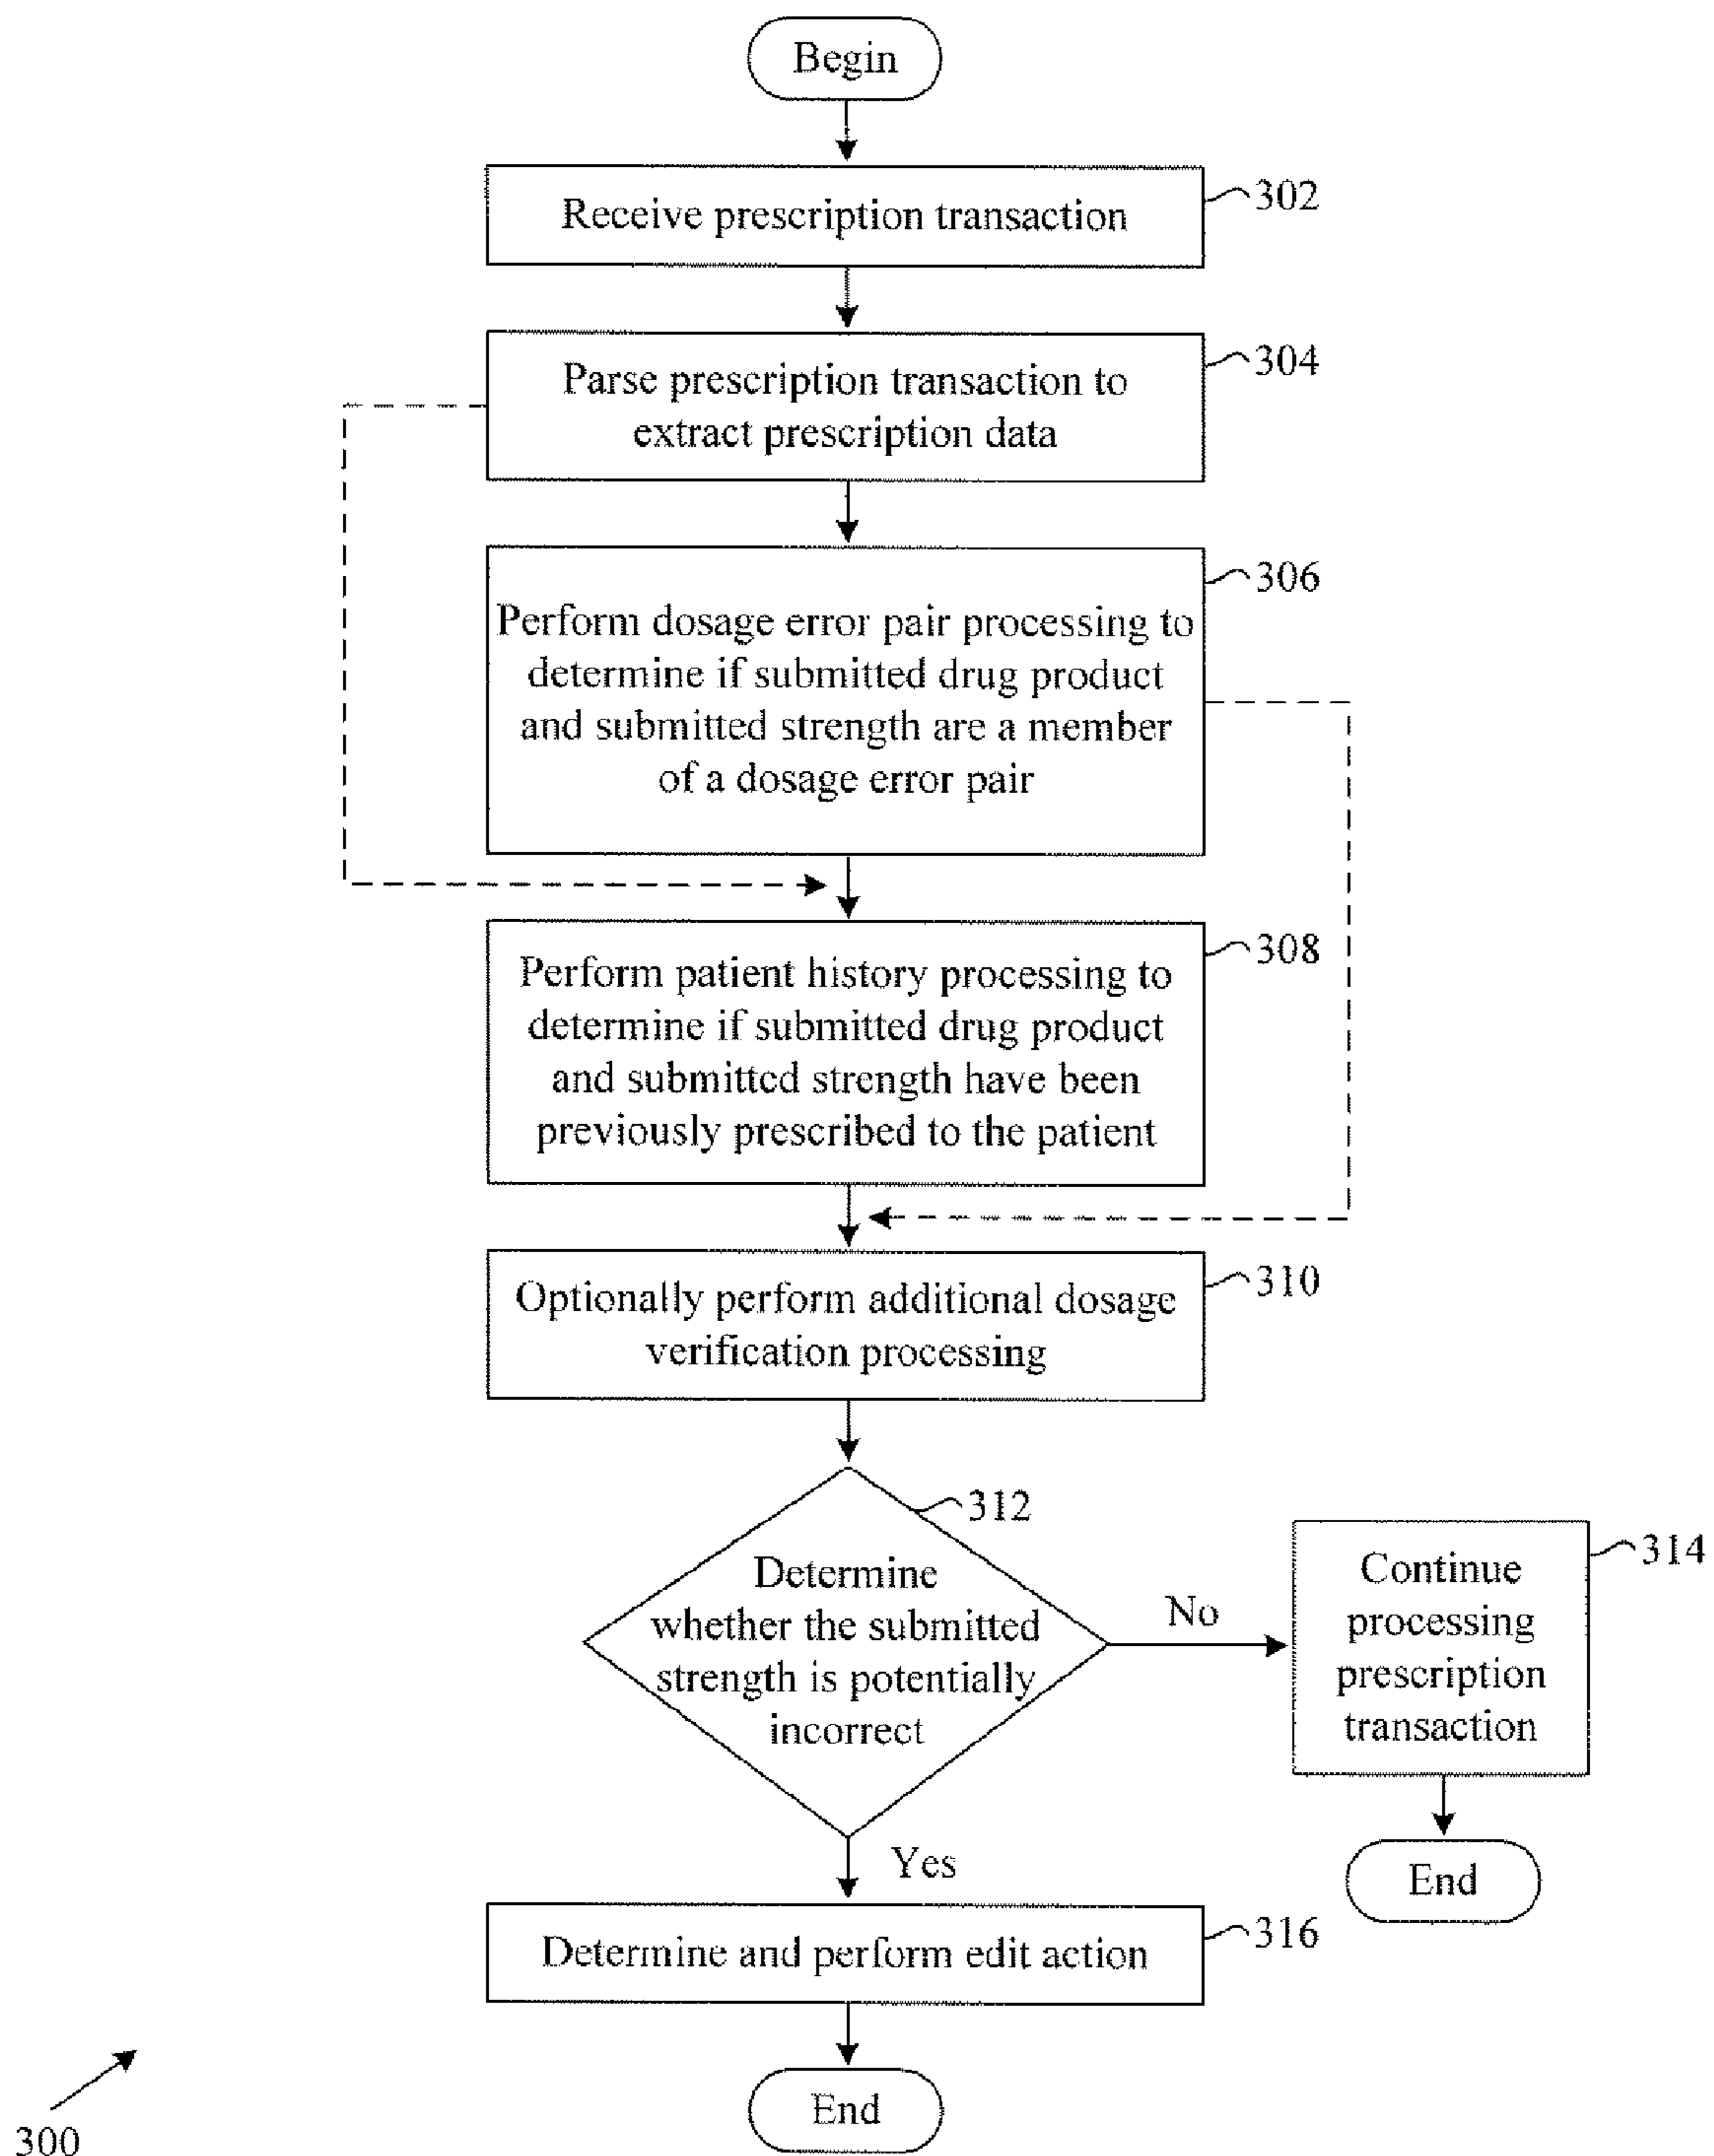 Begin
Receive prescription transaction
302
Parse prescription transaction to
extract prescription data
304
Perform dosage error pair processing to
determine if submitted drug product
and submitted strength are a member
of a dosage error pair
306
Perform patient history processing to
determine if submitted drug product
and submitted strength have been
previously prescribed to the patient
308
Optionally perform additional dosage
verification processing
310
312
Determine
whether the submitted
strength is potentially
incorrect
No
Continue
processing
prescription
transaction
314
End
Yes
Determine and perform edit action
316
End
300